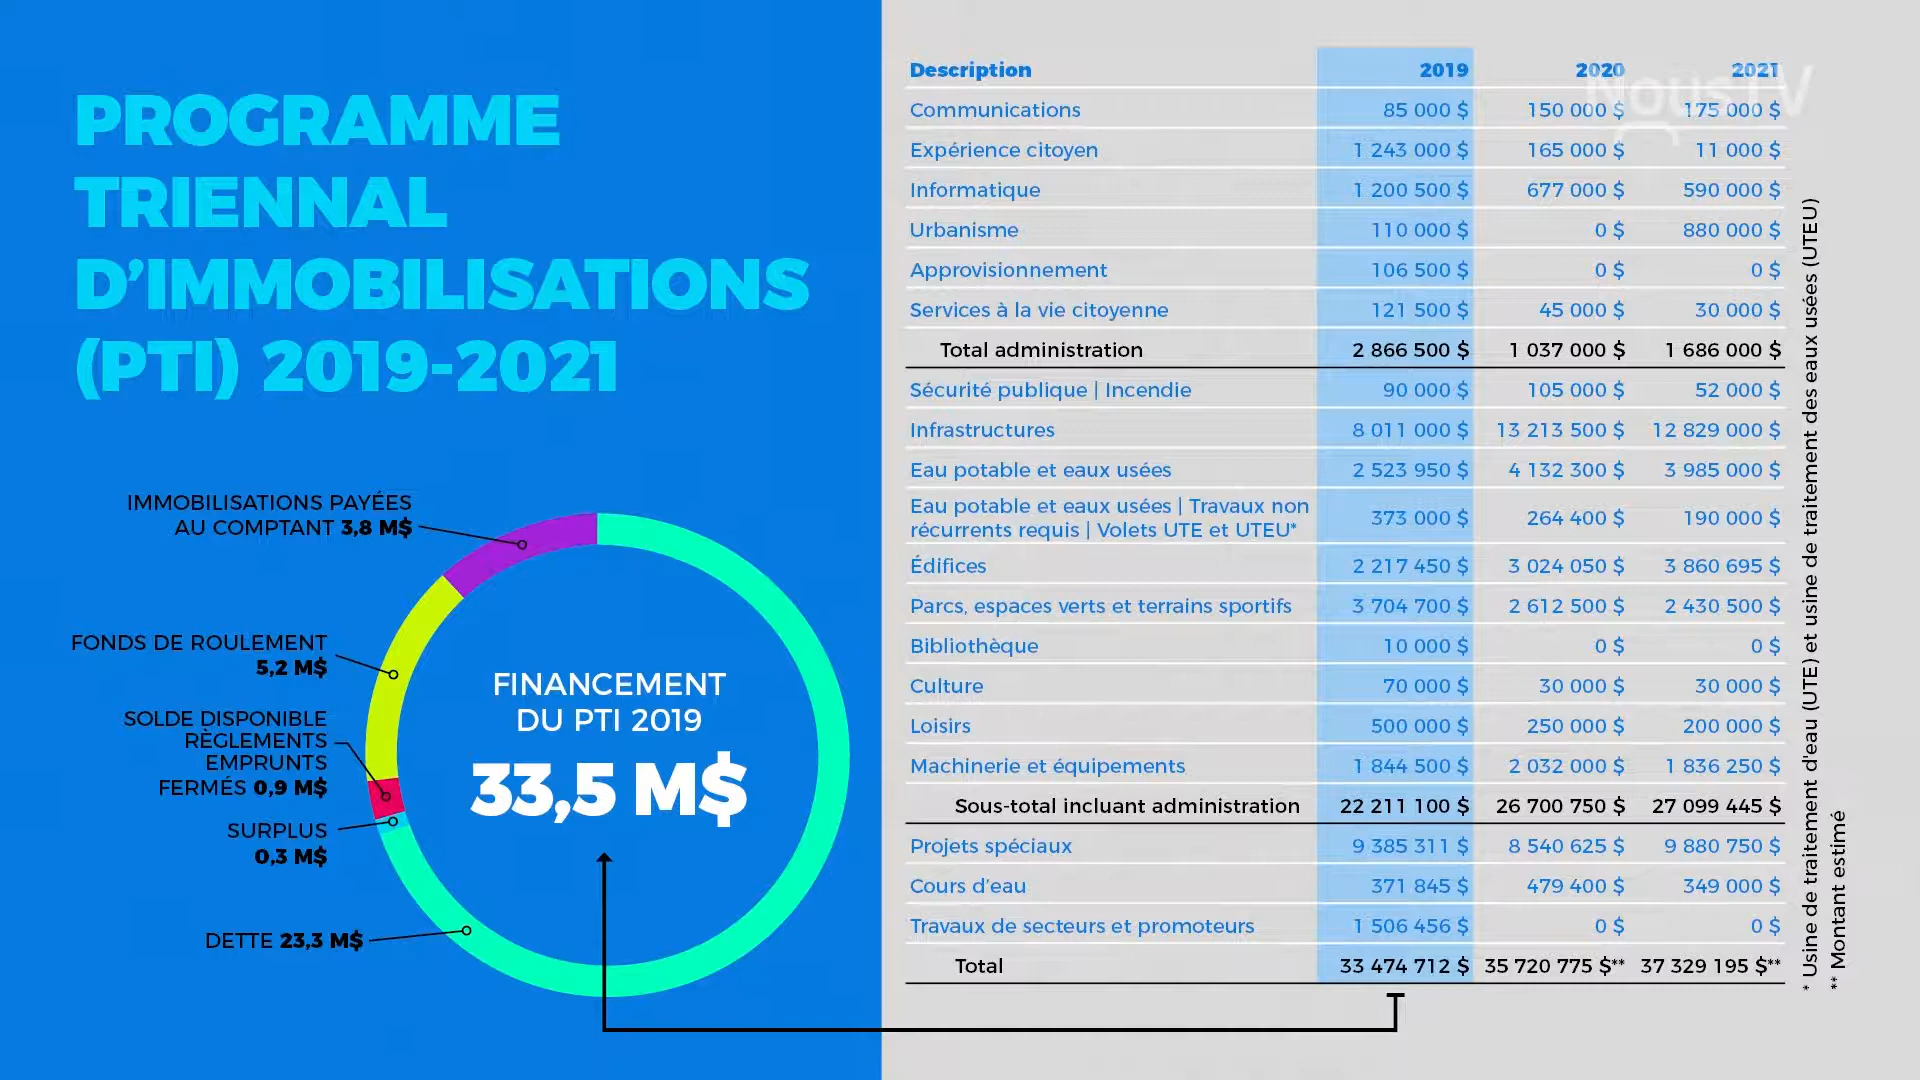 PROGRAMME
TRIENNAL
D'IMMOBILISATIONS
(PTI) 2019-2021
IMMOBILISATIONS PAYÉES
AU COMPTANT 3,8 M$
FONDS DE ROULEMENT
5,2 M$
SOLDE DISPONIBLE
RÈGLEMENTS
EMPRUNTS
FERMÉS 0,9 M$
SURPLUS
0,3 M$
DETTE 23,3 M$
FINANCEMENT
DU PTI 2019
33,5 M$
Description 2019 2020 2021
Communications 85 000 $ 150 000 $ 175 000 $
Expérience citoyen 1 243 000 $ 165 000 $ 11 000 $
Informatique 1 200 500 $ 677 000 $ 590 000 $
Urbanisme 110 000 $ 0 $ 880 000 $
Approvisionnement 106 500 $ 0 $ 0 $
Services à la vie citoyenne 121 500 $ 45 000 $ 30 000 $
Total administration 2 866 500 $ 1 037 000 $ 1 686 000 $
Sécurité publique | Incendie 90 000 $ 105 000 $ 52 000 $
Infrastructures 8 011 000 $ 13 213 500 $ 12 829 000 $
Eau potable et eaux usées 2 523 950 $ 4 132 300 $ 3 985 000 $
Eau potable et eaux usées | Travaux non
récurrents requis | Volets UTE et UTEU* 373 000 $ 264 400 $ 190 000 $
Édifices 2 217 450 $ 3 024 050 $ 3 860 695 $
Parcs, espaces verts et terrains sportifs 3 704 700 $ 2 612 500 $ 2 430 500 $
Bibliothèque 10 000 $ 0 $ 0 $
Culture 70 000 $ 30 000 $ 30 000 $
Loisirs 500 000 $ 250 000 $ 200 000 $
Machinerie et équipements 1 844 500 $ 2 032 000 $ 1 836 250 $
Sous-total incluant administration 22 211 100 $ 26 700 750 $ 27 099 445 $
Projets spéciaux 9 385 311 $ 8 540 625 $ 9 880 750 $
Cours d'eau 371 845 $ 479 400 $ 349 000 $
Travaux de secteurs et promoteurs 1 506 456 $ 0 $ 0 $
Total 33 474 712 $ 35 720 775 $** 37 329 195 $**
* Usine de traitement d'eau (UTE) et usine de traitement des eaux usées (UTEU)
** Montant estimé
NousTV